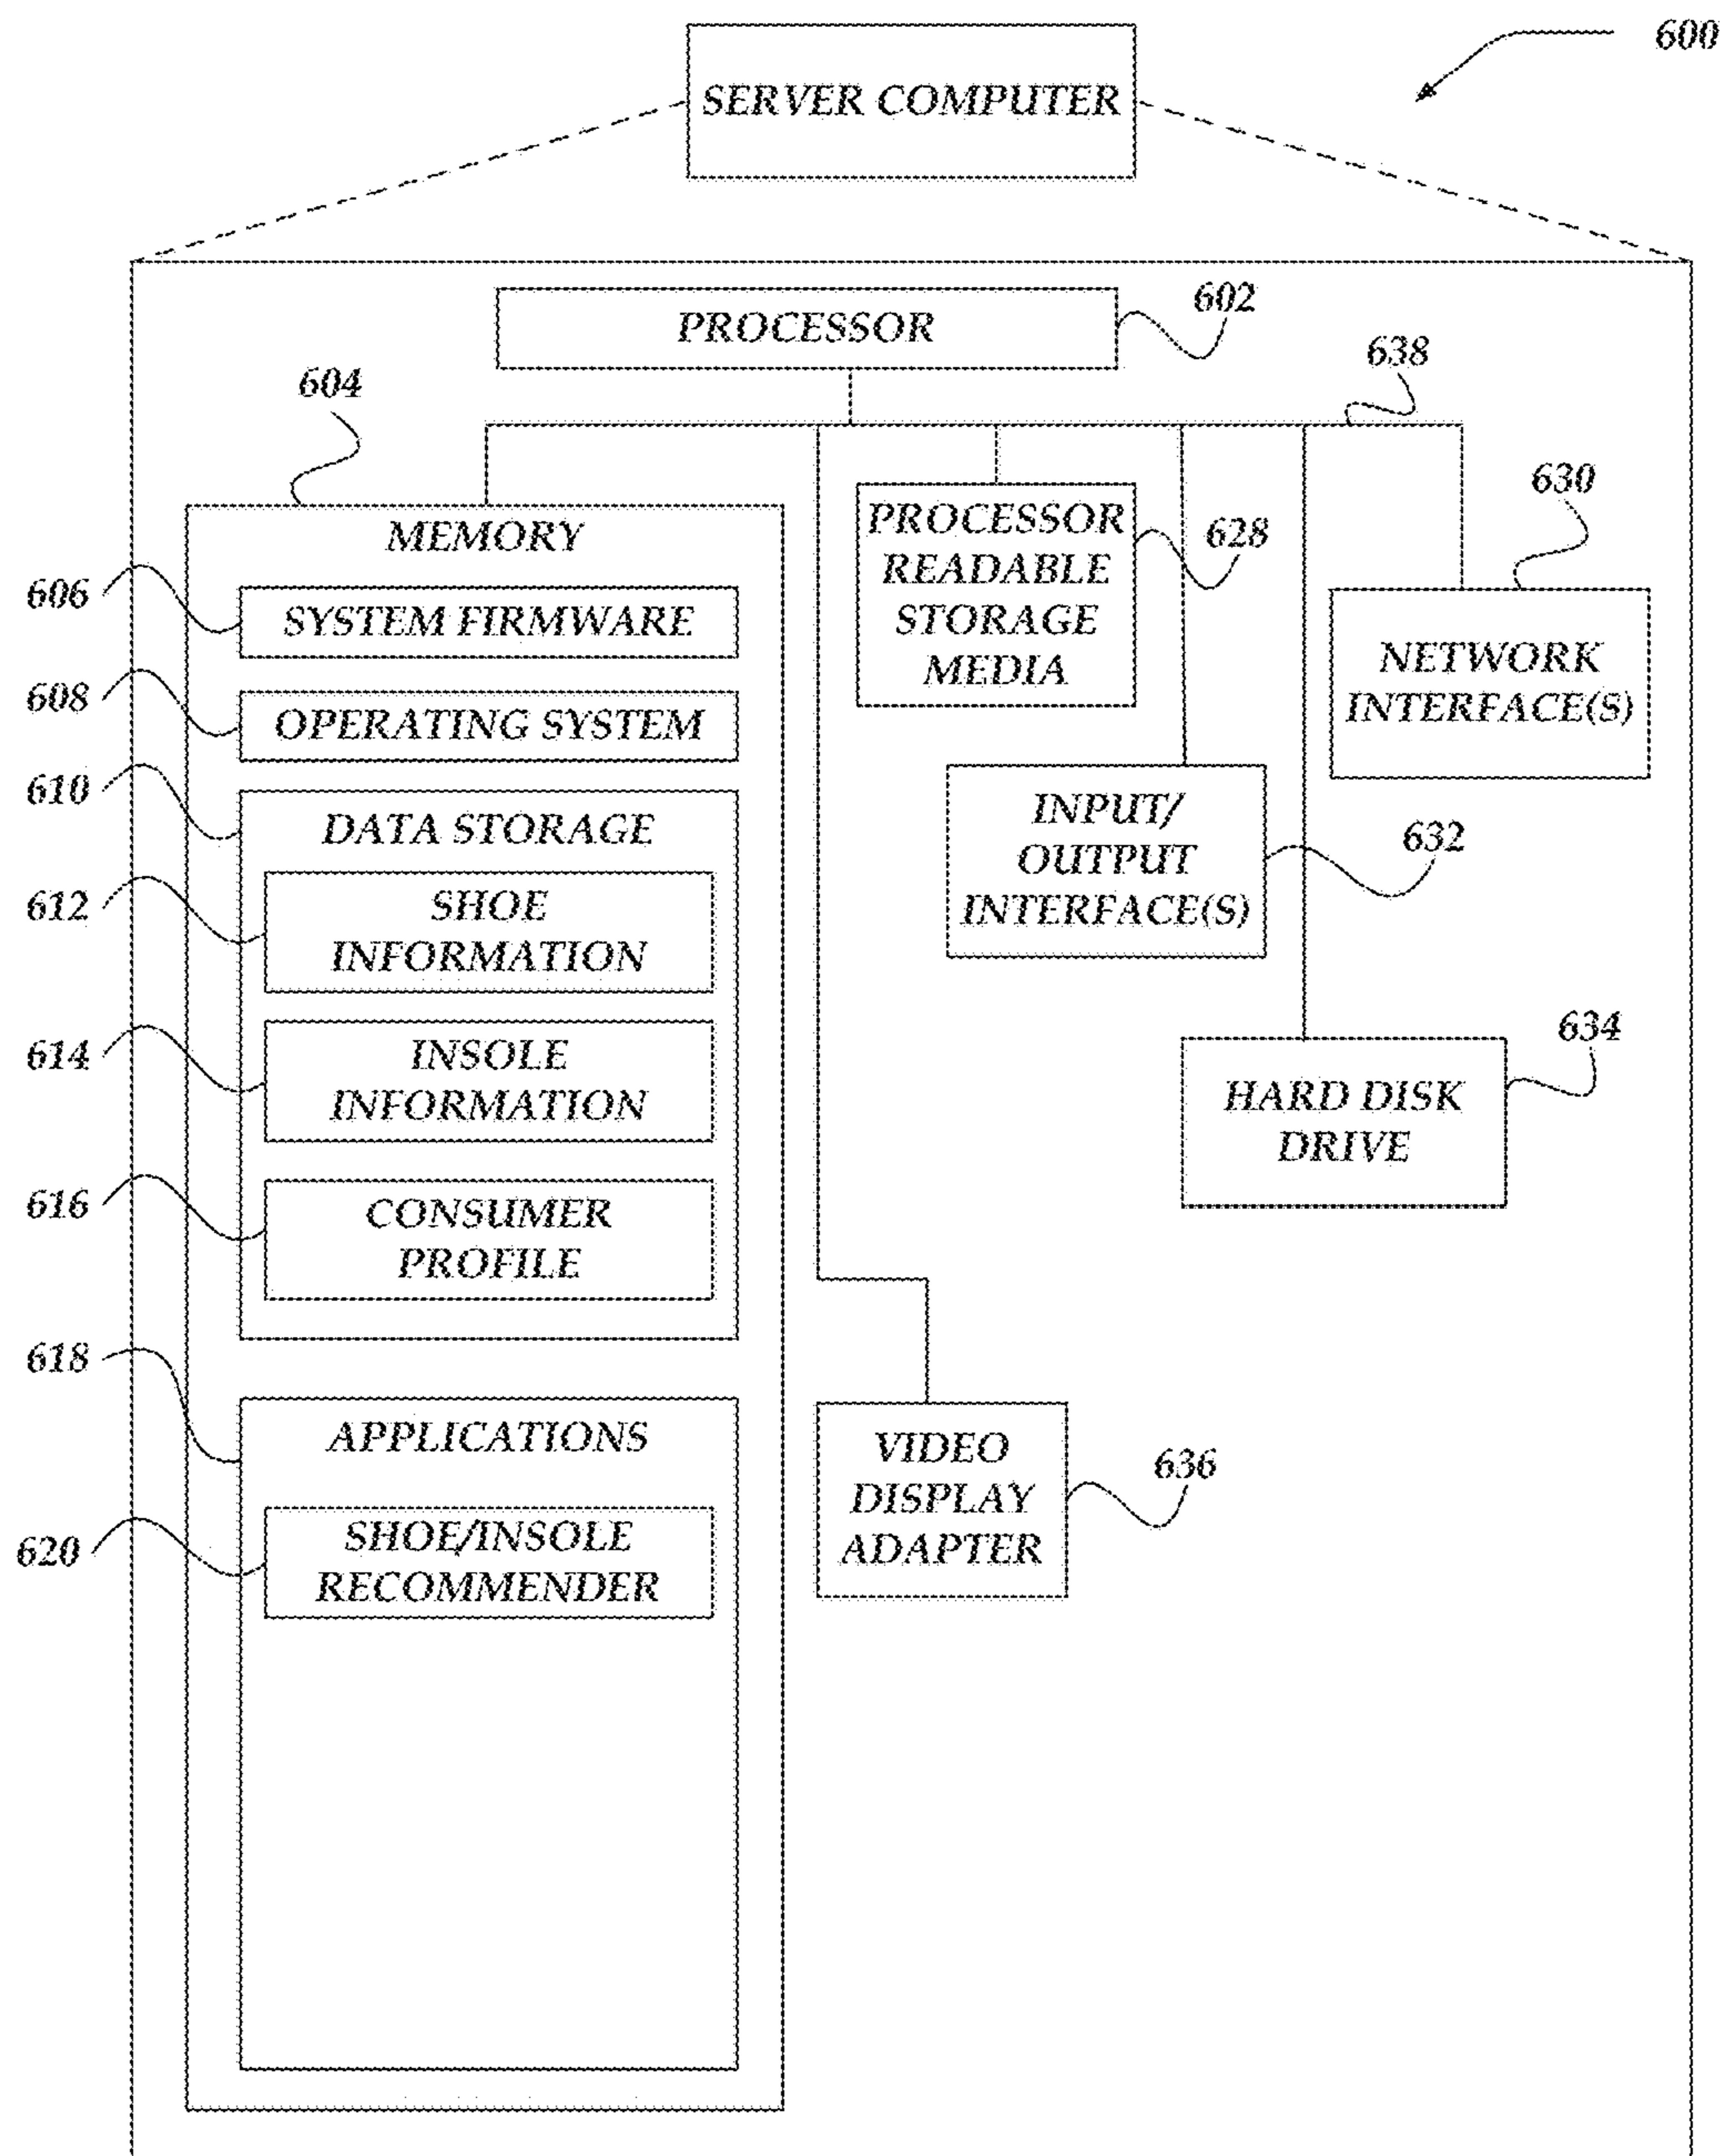 600
SERVER COMPUTER
602
PROCESSOR
638
604
630
MEMORY
606
SYSTEM FIRMWARE
608
OPERATING SYSTEM
610
DATA STORAGE
612
SHOE
INFORMATION
614
INSOLE
INFORMATION
616
CONSUMER
PROFILE
618
APPLICATIONS
620
SHOE/INSOLE
RECOMMENDER
PROCESSOR
READABLE
STORAGE
MEDIA
628
NETWORK
INTERFACE(S)
INPUT/
OUTPUT
INTERFACE(S)
632
634
HARD DISK
DRIVE
VIDEO
DISPLAY
ADAPTER
636